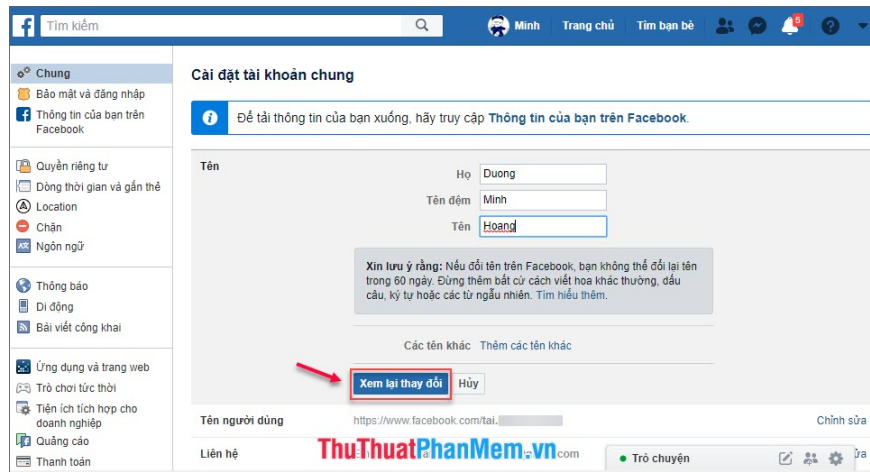 f
Tìm kiếm
Minh Trang chủ Tìm bạn bè 5
Chung
Bảo mật và đăng nhập
Thông tin của bạn trên
Facebook
Quyền riêng tư
Dòng thời gian và gắn thẻ
Location
Chặn
Ngôn ngữ
Thông báo
Di động
Bài viết công khai
Ứng dụng và trang web
Trò chơi tức thời
Tiện ích tích hợp cho
doanh nghiệp
Quảng cáo
Thanh toán
Cài đặt tài khoản chung
Để tải thông tin của bạn xuống, hãy truy cập Thông tin của bạn trên Facebook.
Tên
Họ Duong
Tên đệm Minh
Tên Hoang
Xin lưu ý rằng: Nếu đổi tên trên Facebook, bạn không thể đổi lại tên
trong 60 ngày. Đừng thêm bất cứ cách viết hoa khác thường, dấu
câu, ký tự hoặc các từ ngẫu nhiên. Tìm hiểu thêm.
Các tên khác Thêm các tên khác
Xem lại thay đổi Hủy
Tên người dùng https://www.facebook.com/tai. Chỉnh sửa
Liên hệ com
ThuThuatPhanMem.vn
Trò chuyện